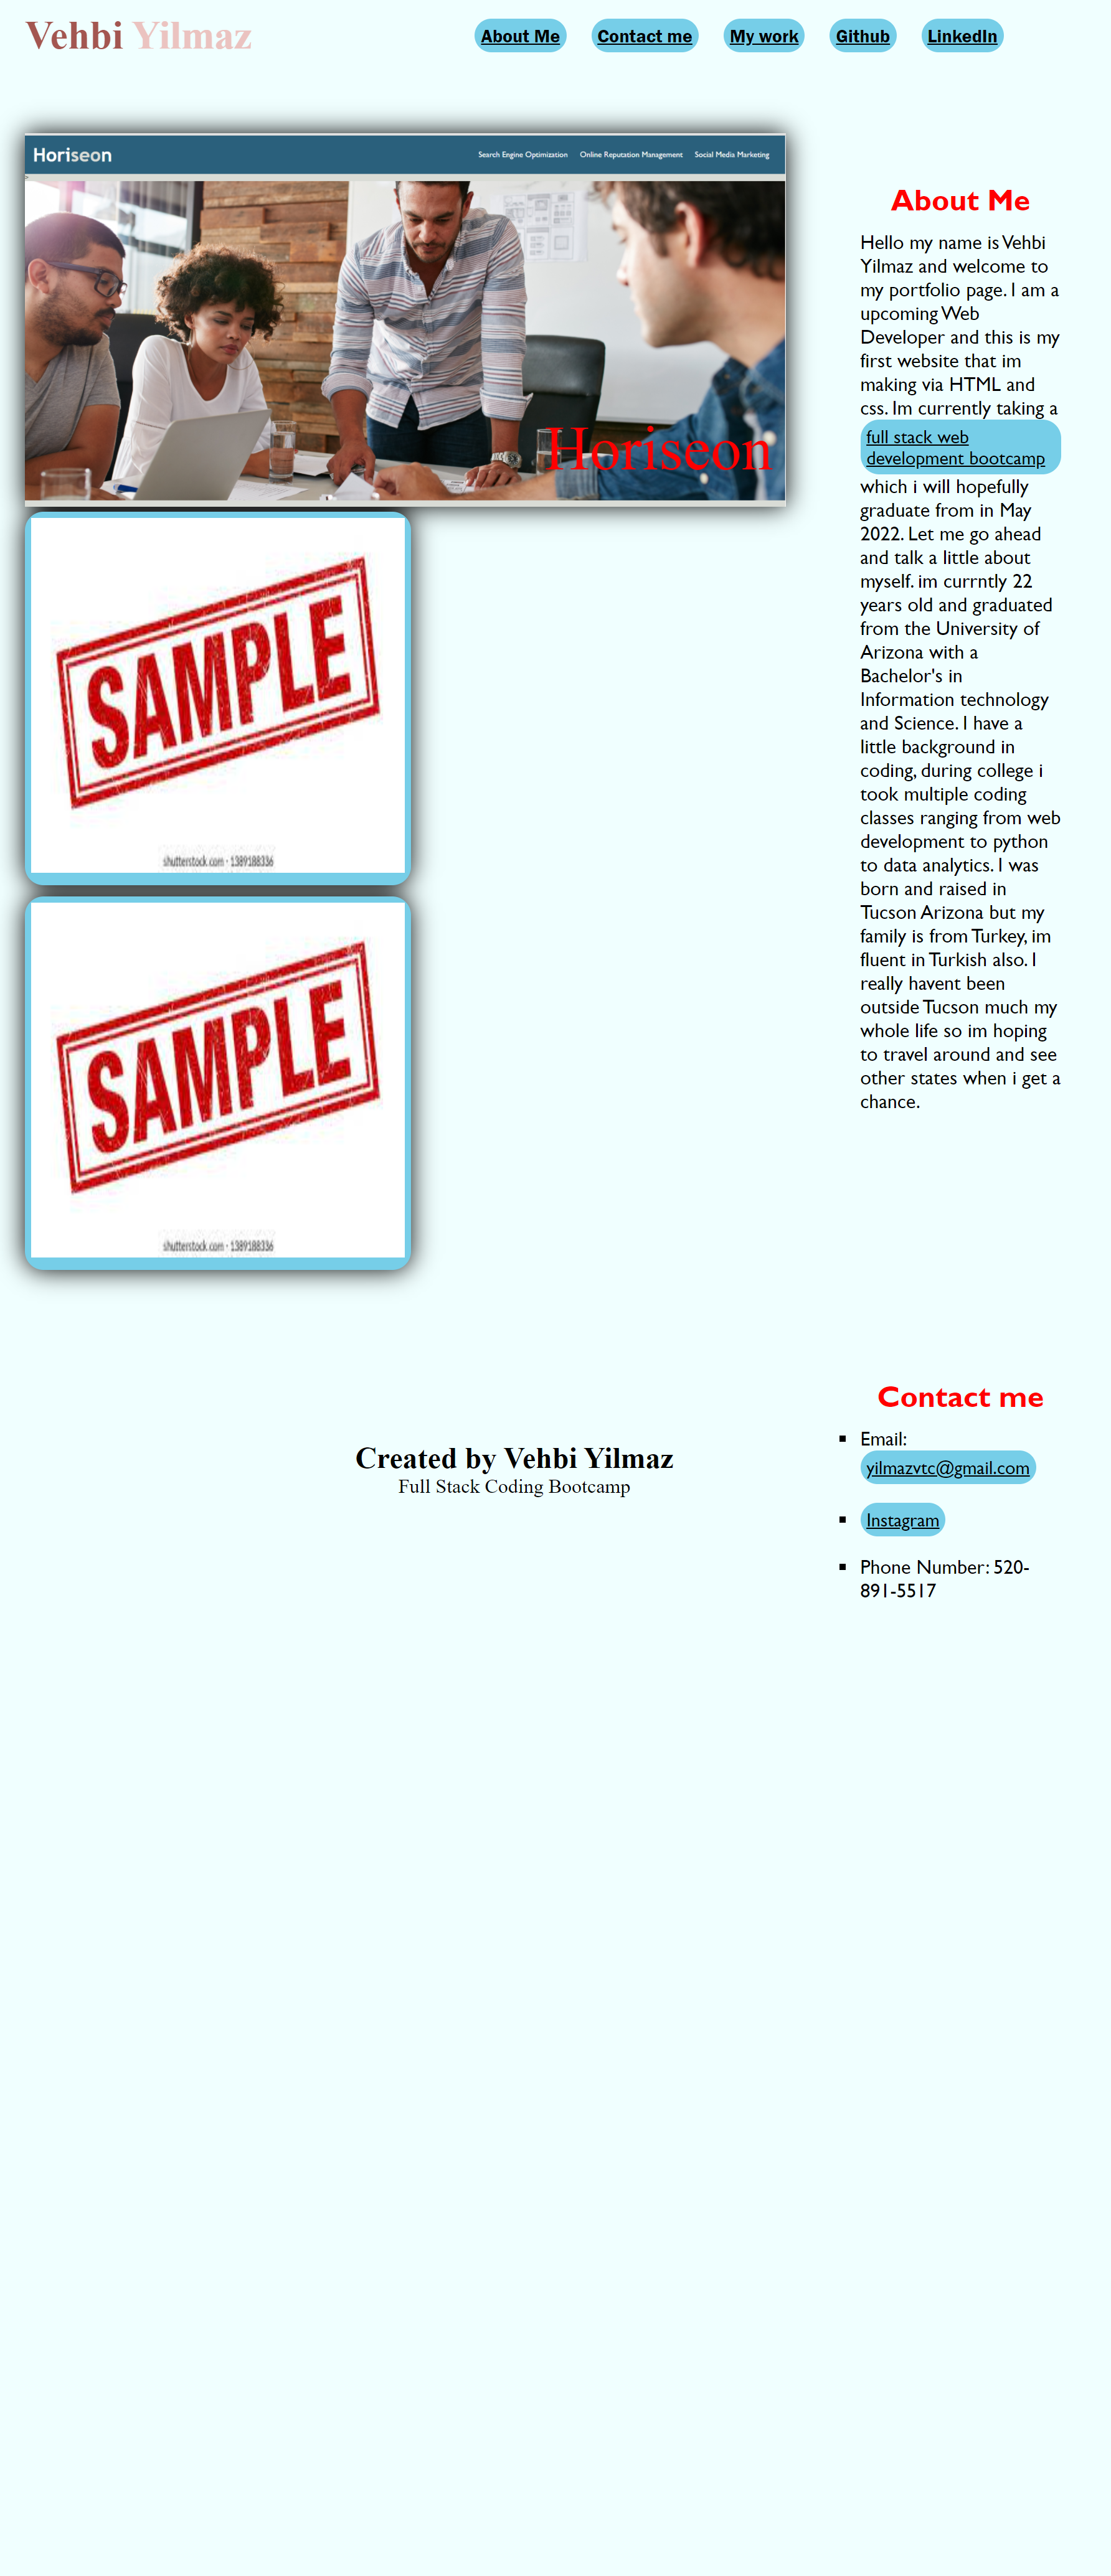 Vehbi Yilmaz
About Me
Contact me
My work
Github
LinkedIn
Horiseon
Search Engine Optimization
Online Reputation Management
Social Media Marketing
Horiseon
SAMPLE
shutterstock.com · 1389188336
SAMPLE
shutterstock.com · 1389188336
About Me
Hello my name is Vehbi
Yilmaz and welcome to
my portfolio page. I am a
upcoming Web
Developer and this is my
first website that im
making via HTML and
css. Im currently taking a
full stack web
development bootcamp
which i will hopefully
graduate from in May
2022. Let me go ahead
and talk a little about
myself. im currntly 22
years old and graduated
from the University of
Arizona with a
Bachelor's in
Information technology
and Science. I have a
little background in
coding, during college i
took multiple coding
classes ranging from web
development to python
to data analytics. I was
born and raised in
Tucson Arizona but my
family is from Turkey, im
fluent in Turkish also. I
really havent been
outside Tucson much my
whole life so im hoping
to travel around and see
other states when i get a
chance.
Contact me
Email:
yilmazvtc@gmail.com
Instagram
Phone Number: 520-
891-5517
Created by Vehbi Yilmaz
Full Stack Coding Bootcamp